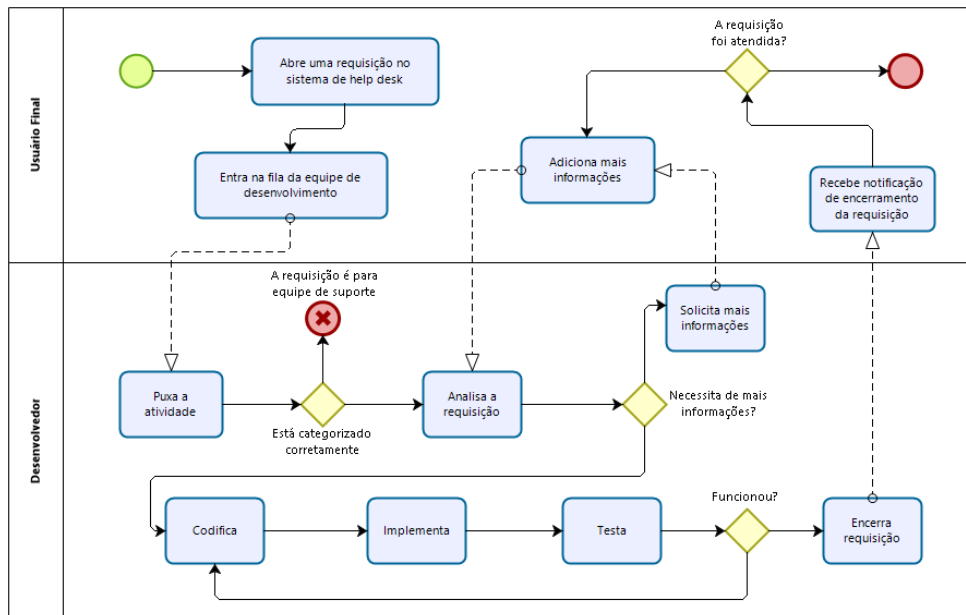 Usuário Final
Abre uma requisição no
sistema de help desk
Entra na fila da equipe de
desenvolvimento
A requisição
foi atendida?
Adiciona mais
informações
Recebe notificação
de encerramento
da requisição
Desenvolvedor
A requisição é para
equipe de suporte
Puxa a
atividade
Está categorizado
corretamente
Analisa a
requisição
Solicita mais
informações
Necessita de mais
informações?
Codifica
Implementa
Testa
Funcionou?
Encerra
requisição